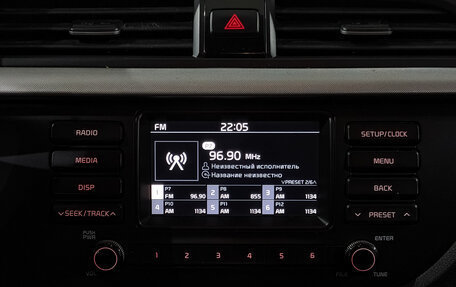 FM 22:05
RADIO
SETUP/CLOCK
P7
96.90 MHz
MEDIA
MENU
Неизвестный исполнитель
Название неизвестно
PRESET 2/6
DISP
BACK
1 P7 FM 96.90 2 P8 AM 855 3 P9 AM 1134
4 P10 AM 1134 5 P11 AM 1134 6 P12 AM 1134
SEEK/TRACK
PRESET
PUSH
PWR
ENTER
1 2 3 4 5 6
VOL
FILE TUNE